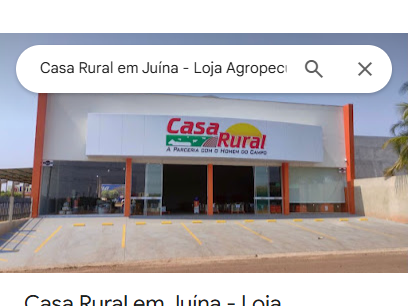 Casa Rural em Juína - Loja Agropecu
Casa
Rural
A PARCERIA COM O HOMEM DO CAMPO
Casa Rural em Juína - Loja